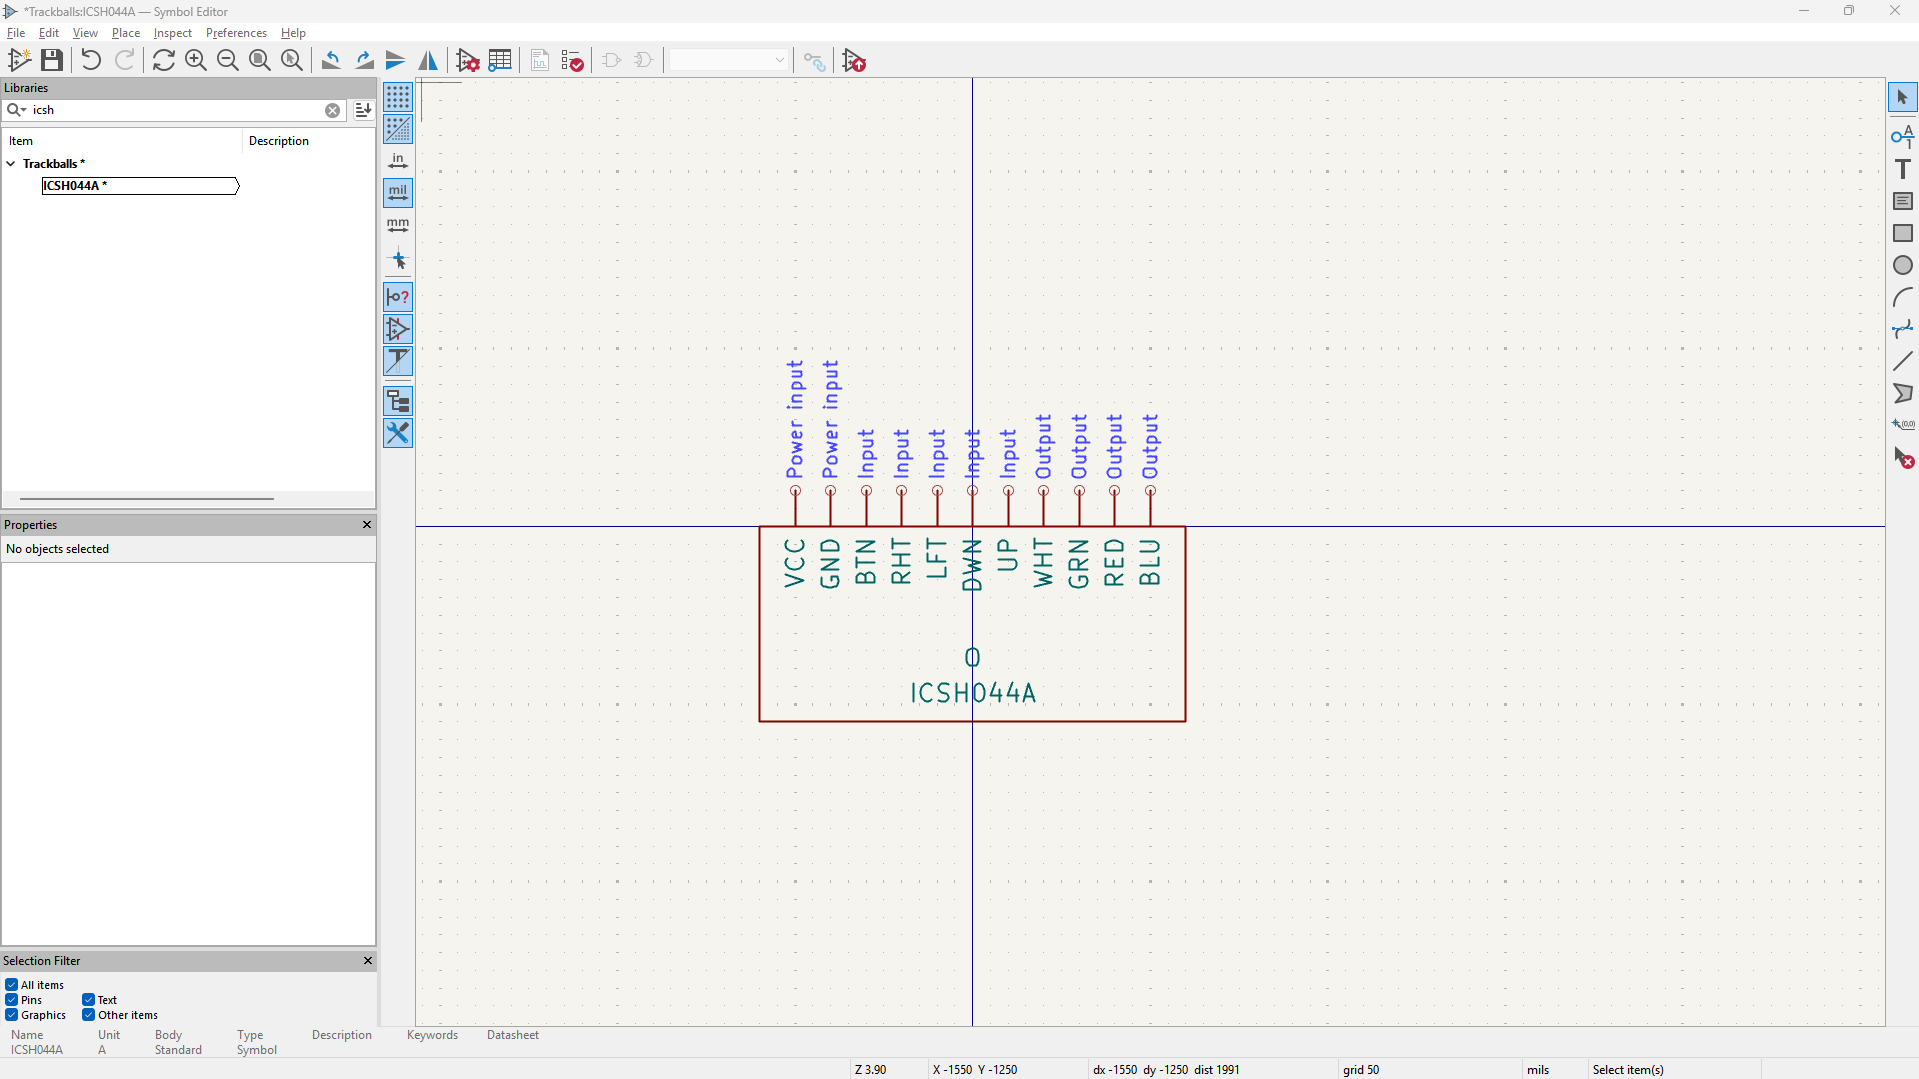 *Trackballs:ICSH044A — Symbol Editor
File Edit View Place Inspect Preferences Help
Libraries
icsh
Item Description
Trackballs *
ICSH044A *
in
mil
mm
Properties
No objects selected
Selection Filter
All items
Pins Text
Graphics Other items
Power input
Power input
Input
Input
Input
Input
Input
Output
Output
Output
Output
VCC
GND
BTN
RHT
LFT
DWN
UP
WHT
GRN
RED
BLU
O
ICSH044A
A
1
(0,0)
Name Unit Body Type Description Keywords Datasheet
ICSH044A A Standard Symbol
Z 3.90 X -1550 Y -1250 dx -1550 dy -1250 dist 1991 grid 50 mils Select item(s)